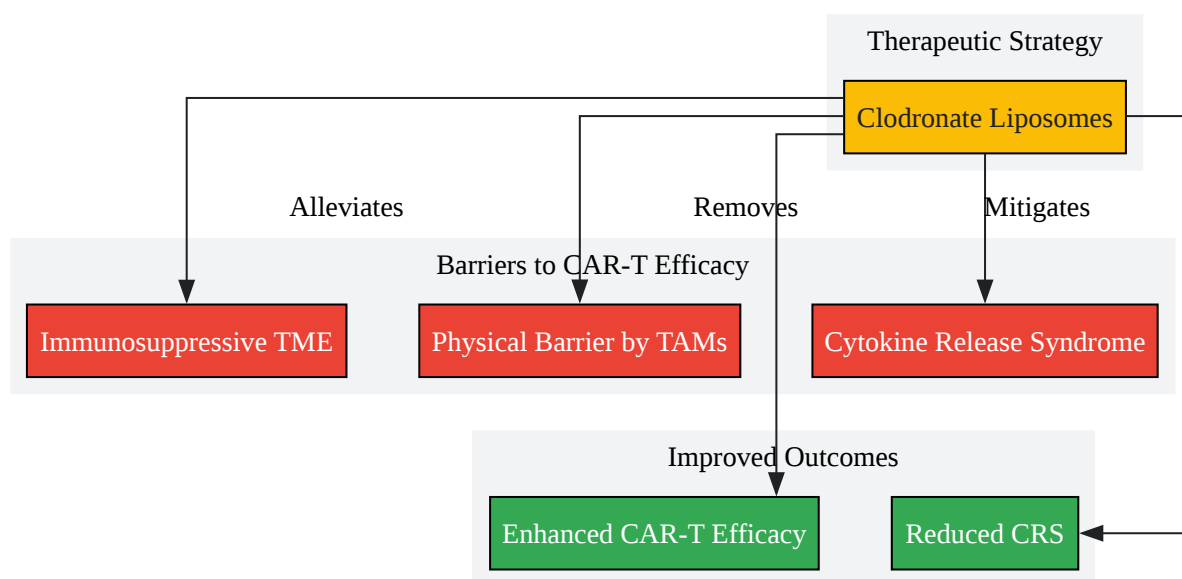 Therapeutic Strategy
Clodronate Liposomes
Alleviates
Removes
Mitigates
Barriers to CAR-T Efficacy
Immunosuppressive TME
Physical Barrier by TAMs
Cytokine Release Syndrome
Improved Outcomes
Enhanced CAR-T Efficacy
Reduced CRS